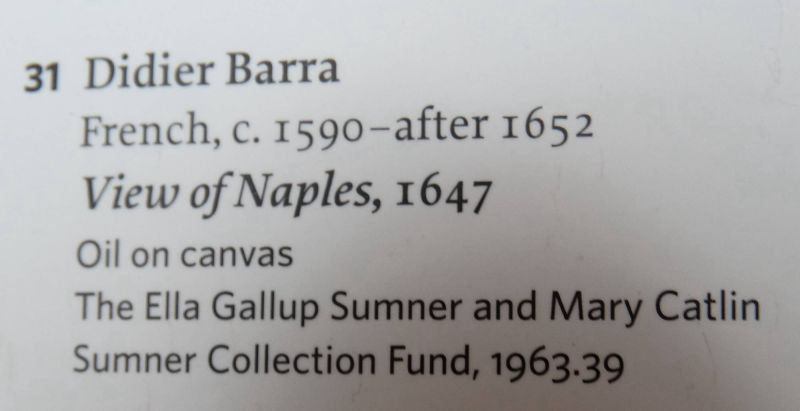 31 Didier Barra
French, c. 1590–after 1652
View of Naples, 1647
Oil on canvas
The Ella Gallup Sumner and Mary Catlin
Sumner Collection Fund, 1963.39